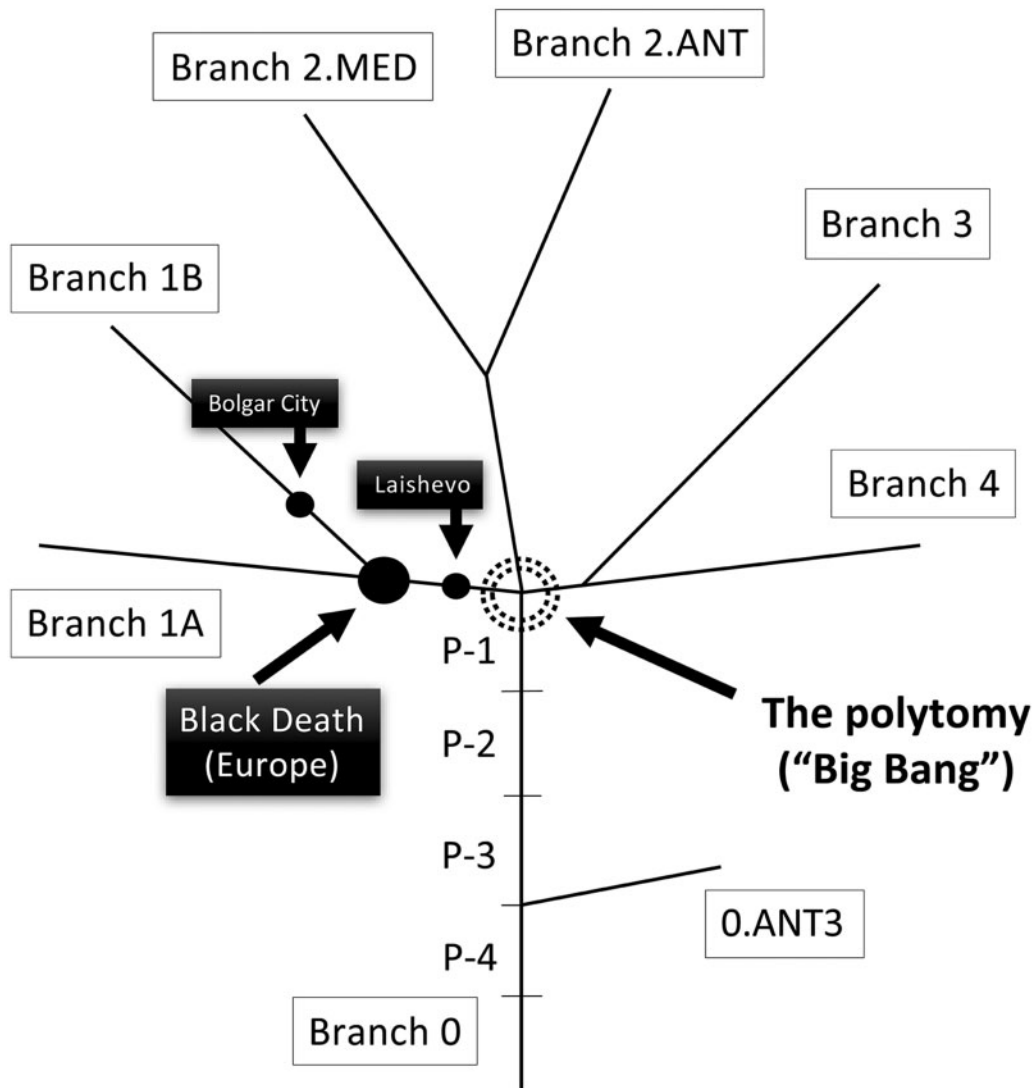 Branch 2.MED
Branch 2.ANT
Branch 3
Branch 1B
Bolgar City
Laishevo
Branch 4
Branch 1A
P-1
Black Death
(Europe)
The polytomy
(“Big Bang”)
P-2
P-3
0.ANT3
P-4
Branch 0